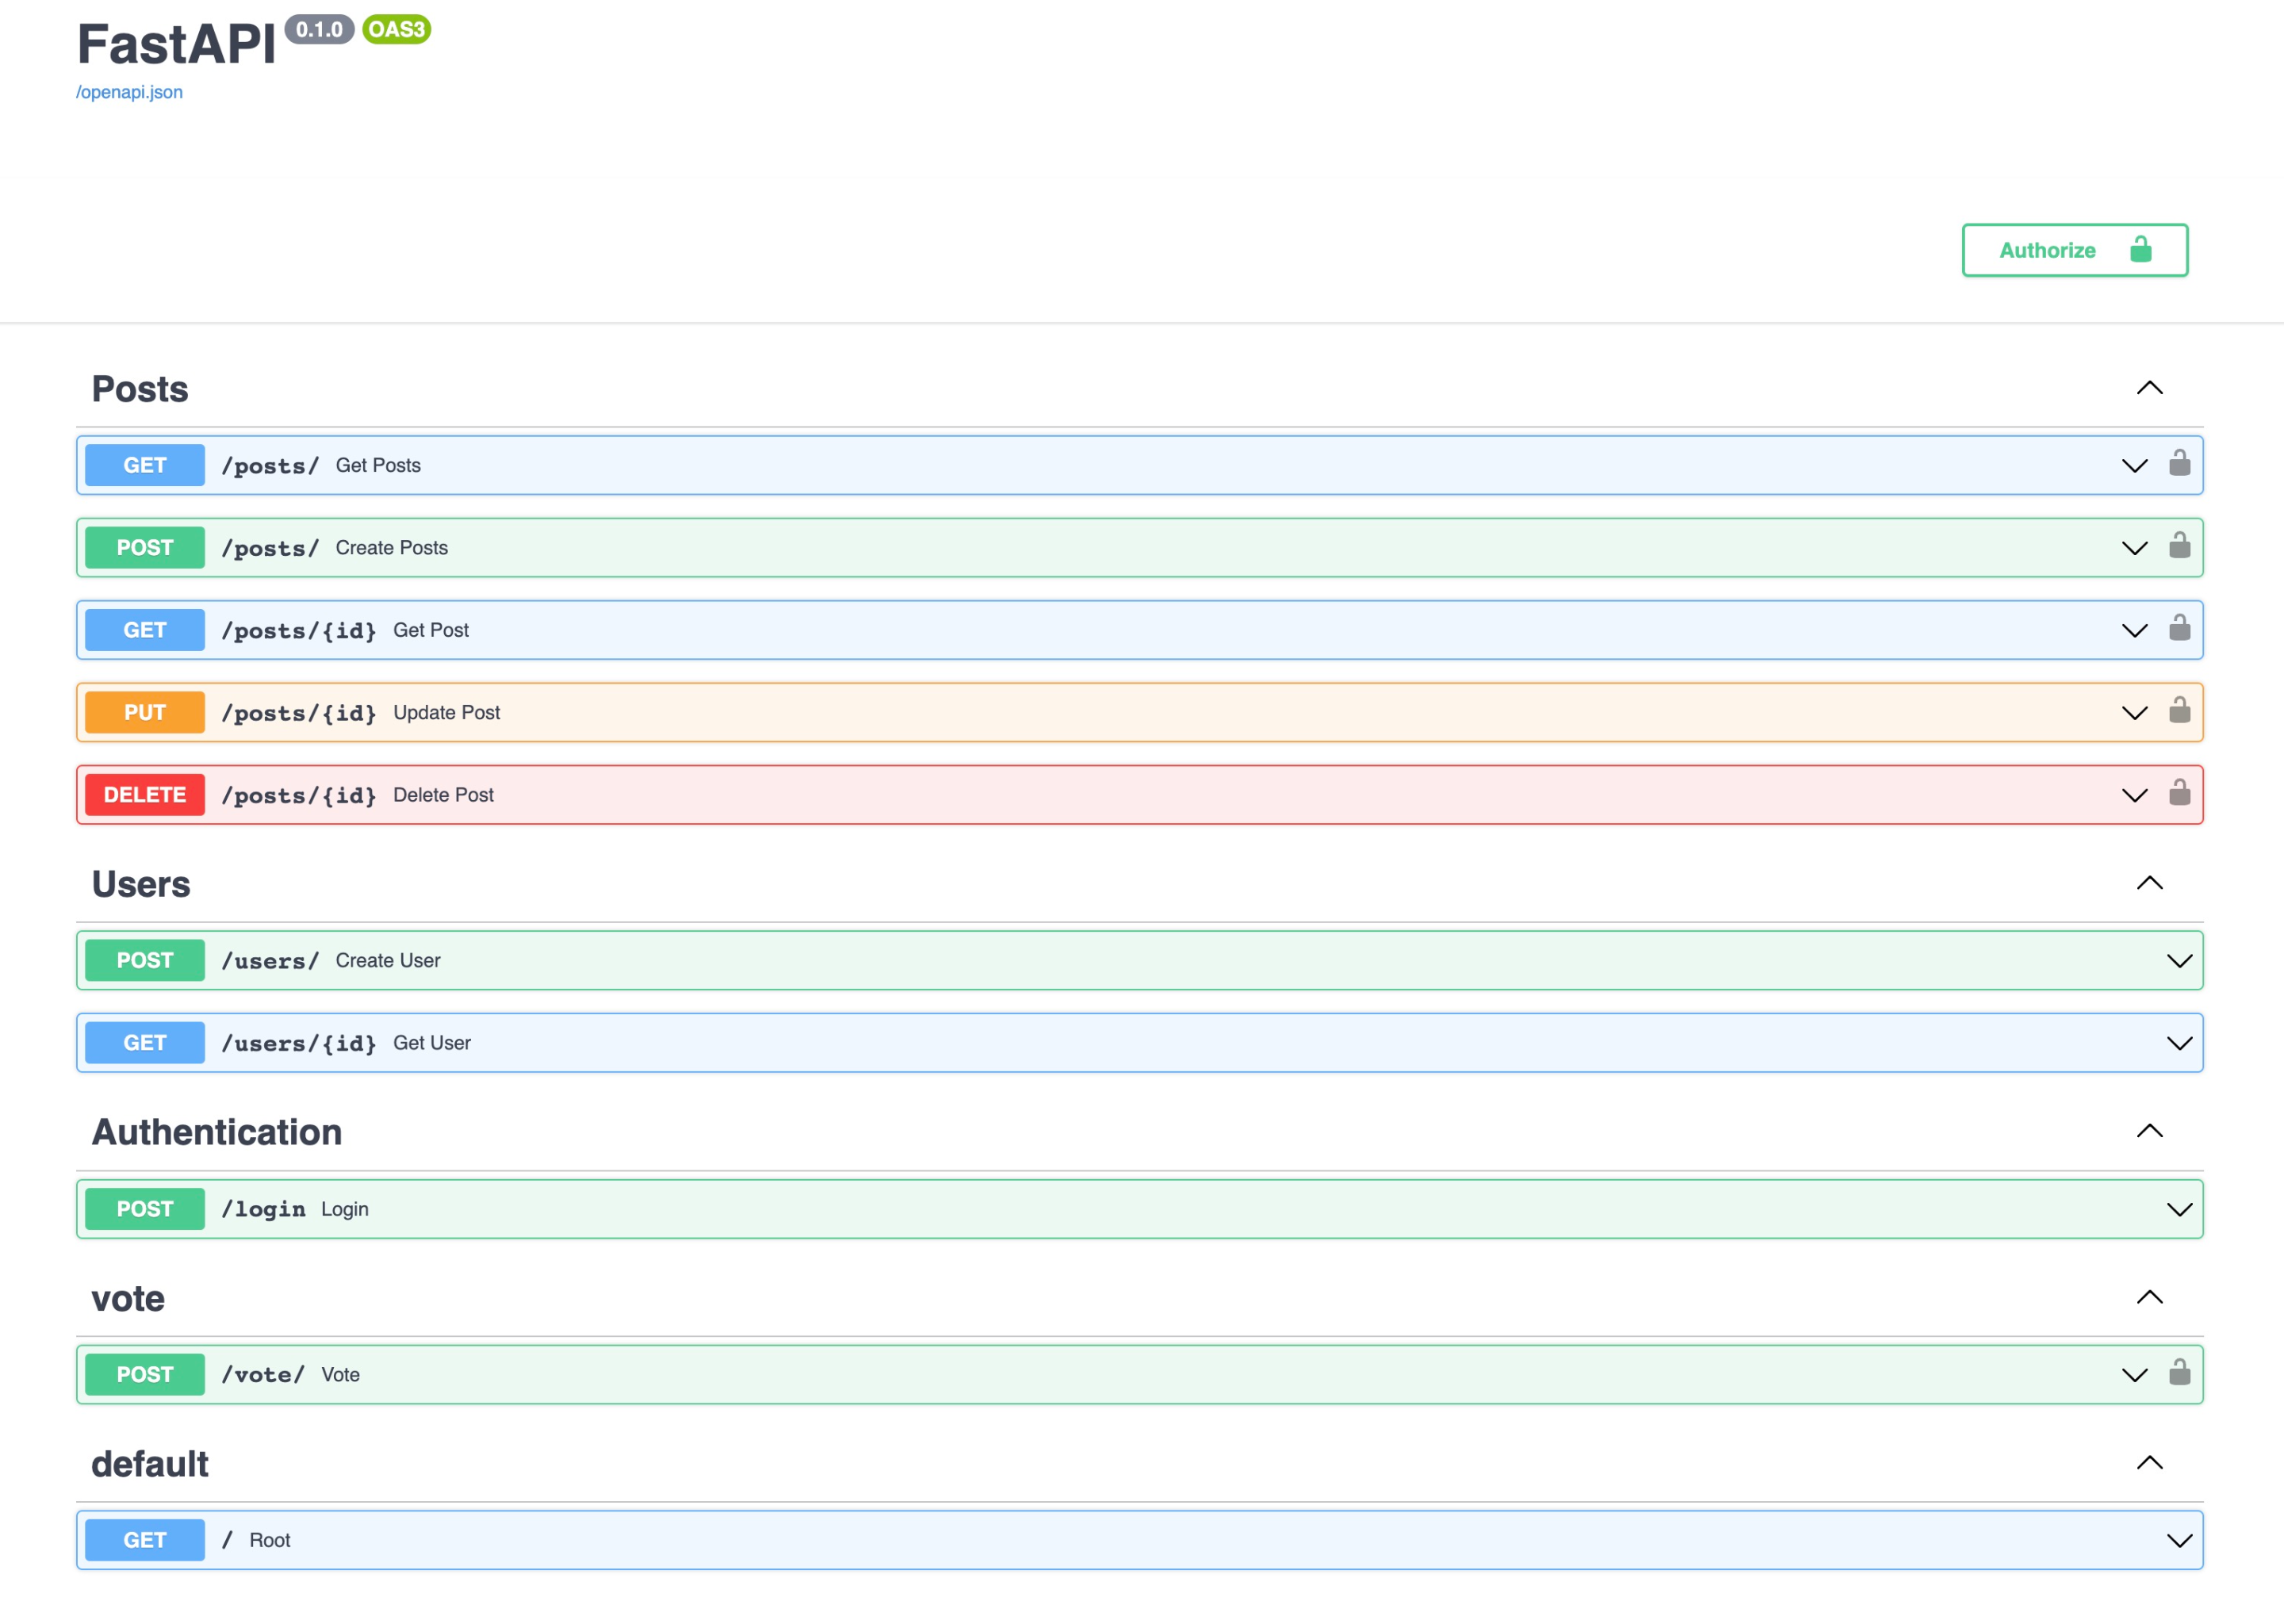 FastAPI 0.1.0 OAS3
/openapi.json
Authorize
Posts
GET /posts/ Get Posts
POST /posts/ Create Posts
GET /posts/{id} Get Post
PUT /posts/{id} Update Post
DELETE /posts/{id} Delete Post
Users
POST /users/ Create User
GET /users/{id} Get User
Authentication
POST /login Login
vote
POST /vote/ Vote
default
GET / Root